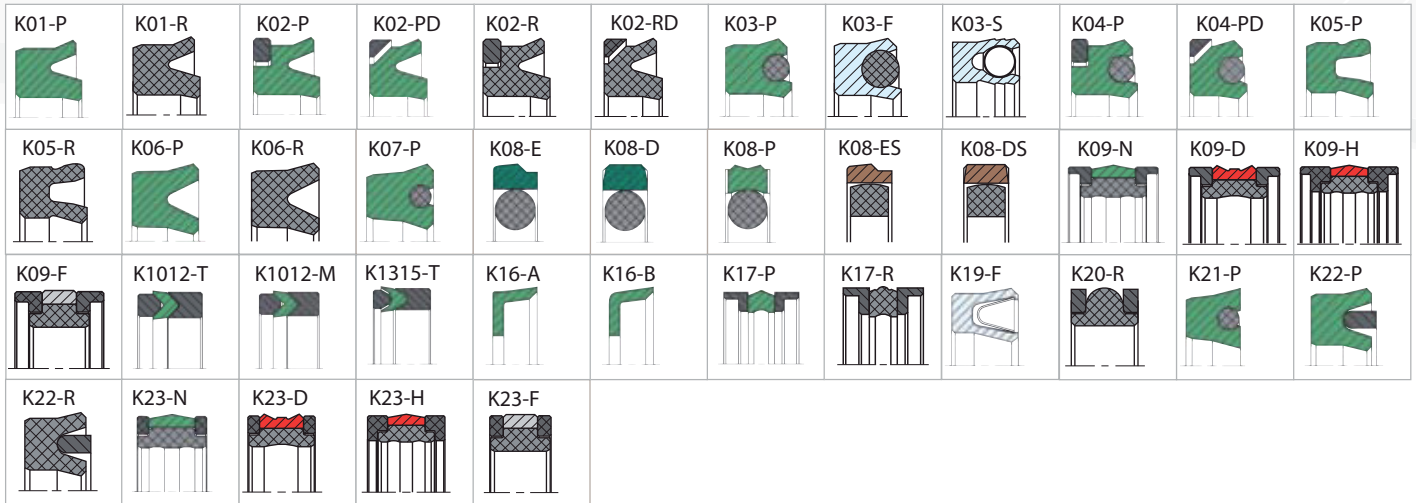 K01-P K01-R K02-P K02-PD K02-R K02-RD K03-P K03-F K03-S K04-P K04-PD K05-P
K05-R K06-P K06-R K07-P K08-E K08-D K08-P K08-ES K08-DS K09-N K09-D K09-H
K09-F K1012-T K1012-M K1315-T K16-A K16-B K17-P K17-R K19-F K20-R K21-P K22-P
K22-R K23-N K23-D K23-H K23-F